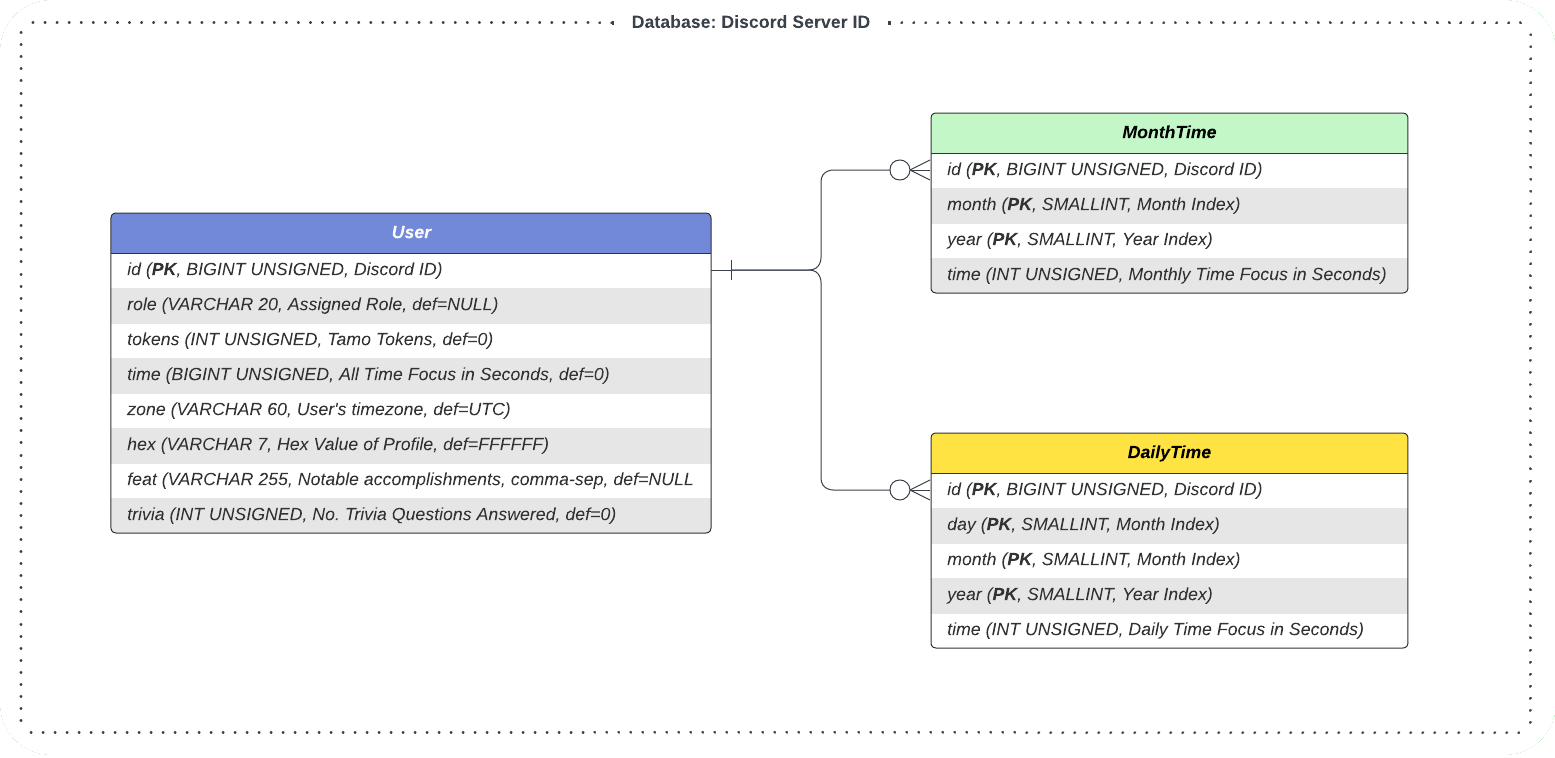 Database: Discord Server ID
User
id (PK, BIGINT UNSIGNED, Discord ID)
role (VARCHAR 20, Assigned Role, def=NULL)
tokens (INT UNSIGNED, Tamo Tokens, def=0)
time (BIGINT UNSIGNED, All Time Focus in Seconds, def=0)
zone (VARCHAR 60, User's timezone, def=UTC)
hex (VARCHAR 7, Hex Value of Profile, def=FFFFFF)
feat (VARCHAR 255, Notable accomplishments, comma-sep, def=NULL
trivia (INT UNSIGNED, No. Trivia Questions Answered, def=0)
MonthTime
id (PK, BIGINT UNSIGNED, Discord ID)
month (PK, SMALLINT, Month Index)
year (PK, SMALLINT, Year Index)
time (INT UNSIGNED, Monthly Time Focus in Seconds)
DailyTime
id (PK, BIGINT UNSIGNED, Discord ID)
day (PK, SMALLINT, Month Index)
month (PK, SMALLINT, Month Index)
year (PK, SMALLINT, Year Index)
time (INT UNSIGNED, Daily Time Focus in Seconds)